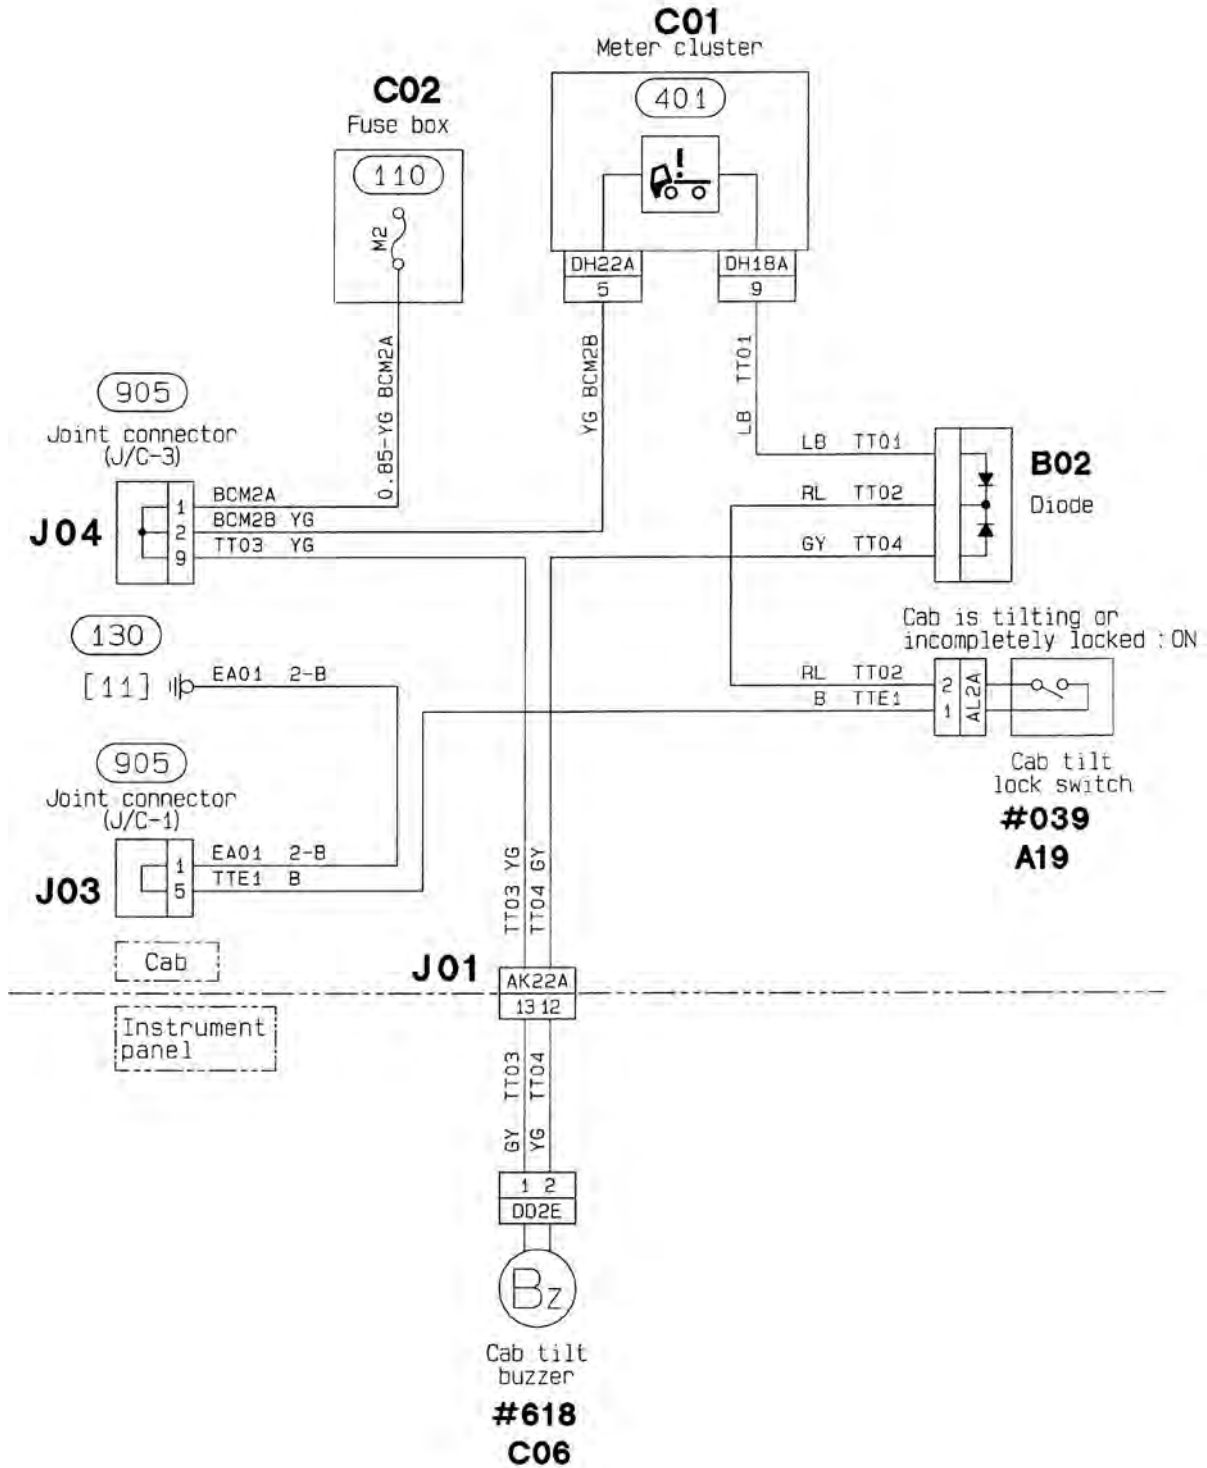 C01
Meter cluster
401
C02
Fuse box
110
M2
DH22A
5
DH18A
9
0.85-YG BCM2A
YG BCM2B
LB TT01
905
Joint connector
(J/C-3)
J04
1 BCM2A
2 BCM2B YG
9 TT03 YG
LB TT01
RL TT02
GY TT04
B02
Diode
130
[11] EA01 2-B
Cab is tilting or
incompletely locked : ON
RL TT02 2
B TTE1 1
AL2A
Cab tilt
lock switch
#039
A19
905
Joint connector
(J/C-1)
J03
1 EA01 2-B
5 TTE1 B
TT03 YG
TT04 GY
Cab
J01
AK22A
13 12
Instrument
panel
GY TT03
YG TT04
1 2
DD2E
Bz
Cab tilt
buzzer
#618
C06